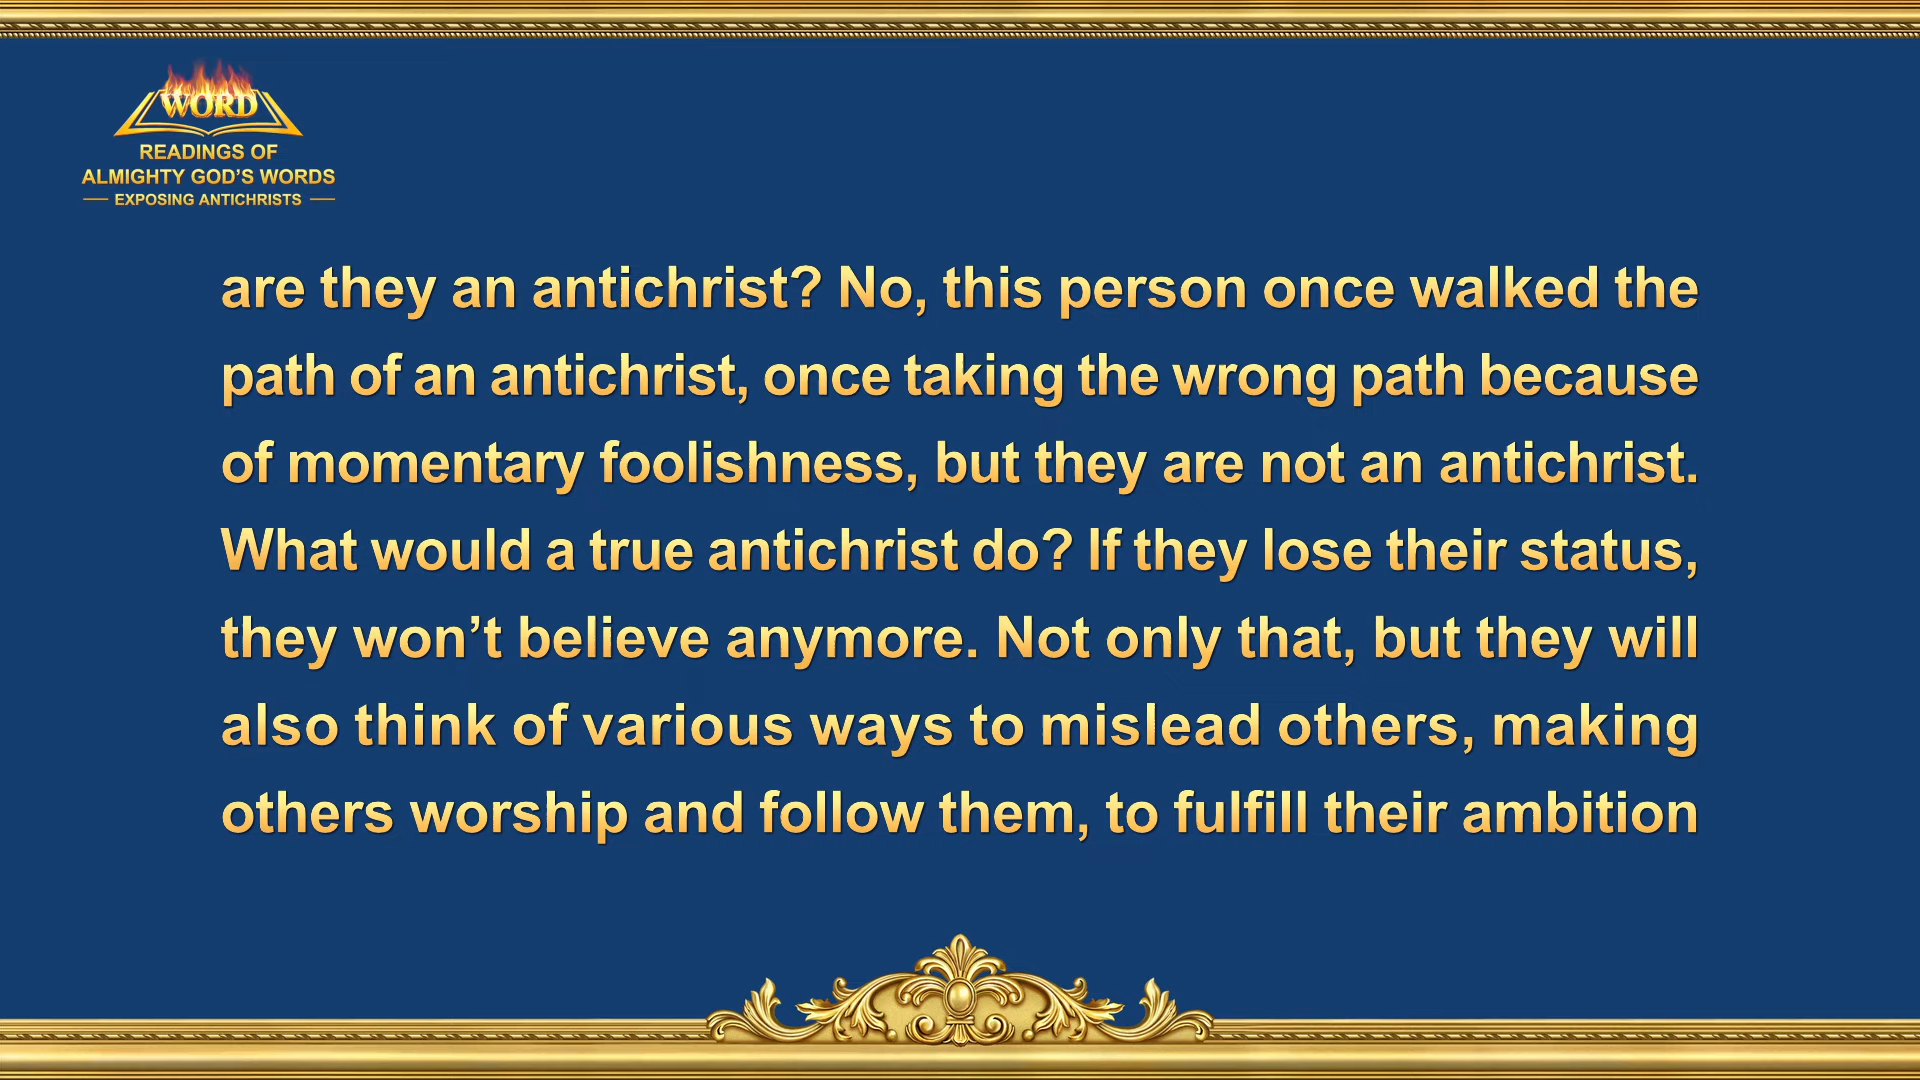 WORD
READINGS OF
ALMIGHTY GOD'S WORDS
EXPOSING ANTICHRISTS
are they an antichrist? No, this person once walked the
path of an antichrist, once taking the wrong path because
of momentary foolishness, but they are not an antichrist.
What would a true antichrist do? If they lose their status,
they won’t believe anymore. Not only that, but they will
also think of various ways to mislead others, making
others worship and follow them, to fulfill their ambition